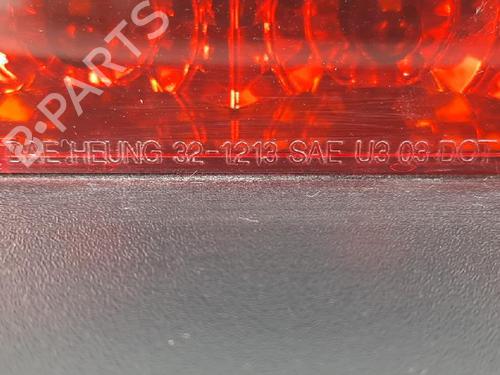 B-PARTS
HEUNG 32-1213 SAE U3 03 DOT